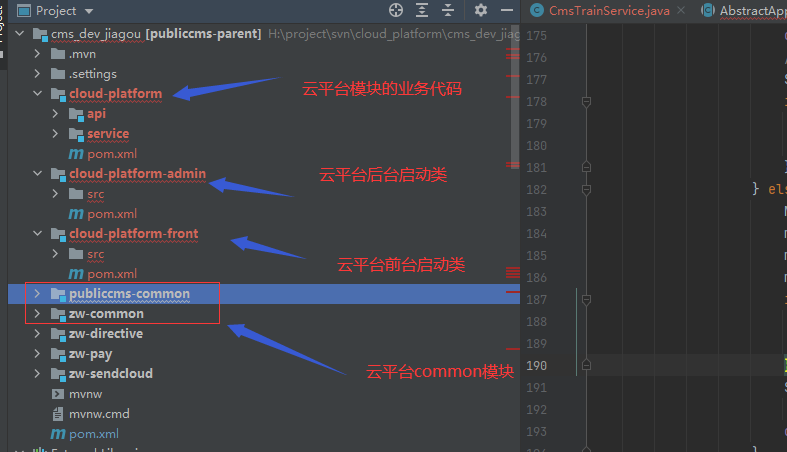 Project
CmsTrainService.java
AbstractApp
cms_dev_jiagou [publiccms-parent] H:\project\svn\cloud_platform\cms_dev_jiag
.mvn
.settings
cloud-platform
云平台模块的业务代码
api
service
pom.xml
cloud-platform-admin
云平台后台启动类
src
pom.xml
cloud-platform-front
src
云平台前台启动类
pom.xml
publiccms-common
zw-common
zw-directive
zw-pay
云平台common模块
zw-sendcloud
mvnw
mvnw.cmd
pom.xml
175
176
177
178
179
180
181
182 } els
183
184
185
186
187
188
189
190
191
192
193